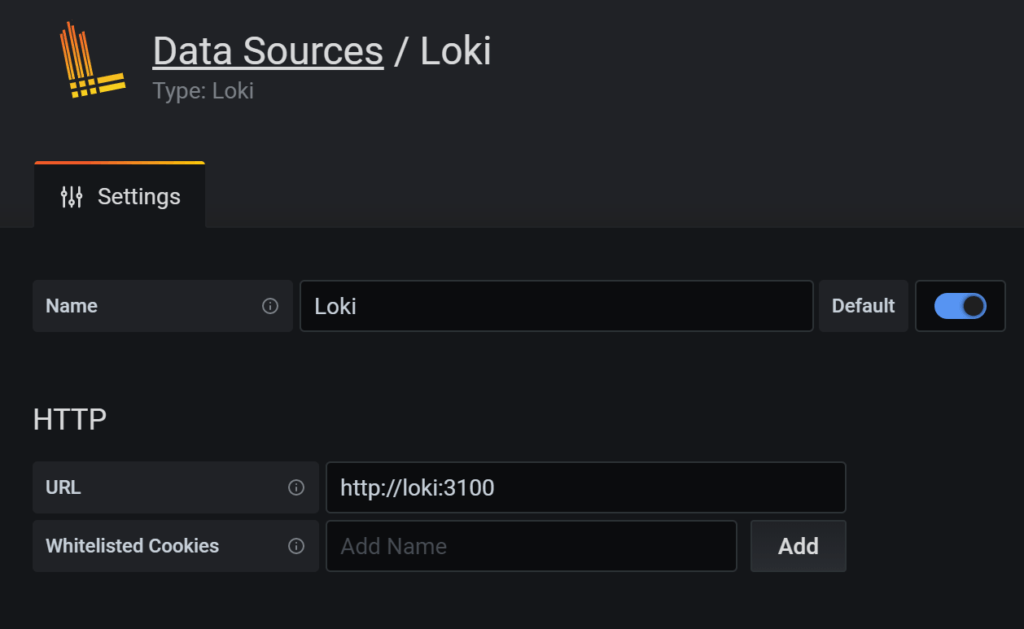 Data Sources / Loki
Type: Loki
Settings
Name Loki Default
HTTP
URL http://loki:3100
Whitelisted Cookies Add Name Add